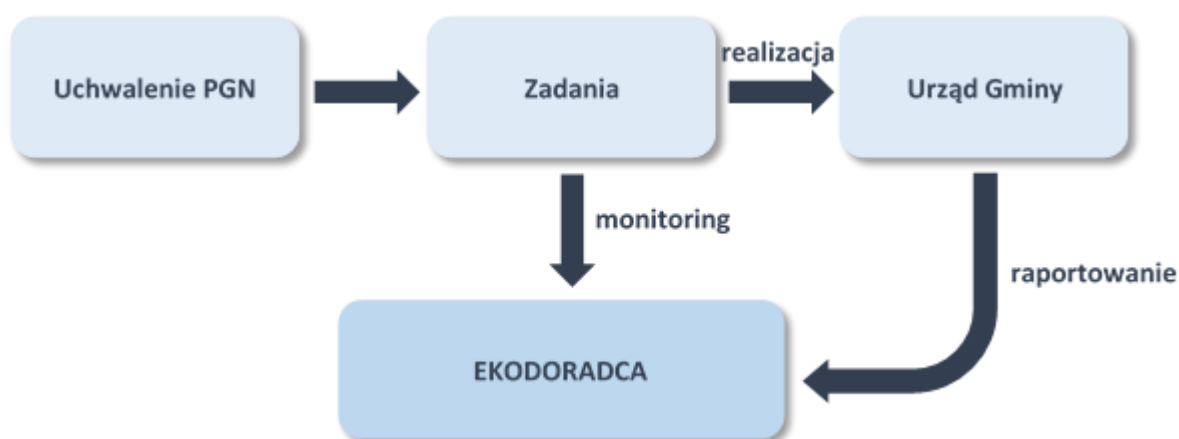 realizacja
Uchwalenie PGN
Zadania
Urząd Gminy
monitoring
raportowanie
EKODORADCA